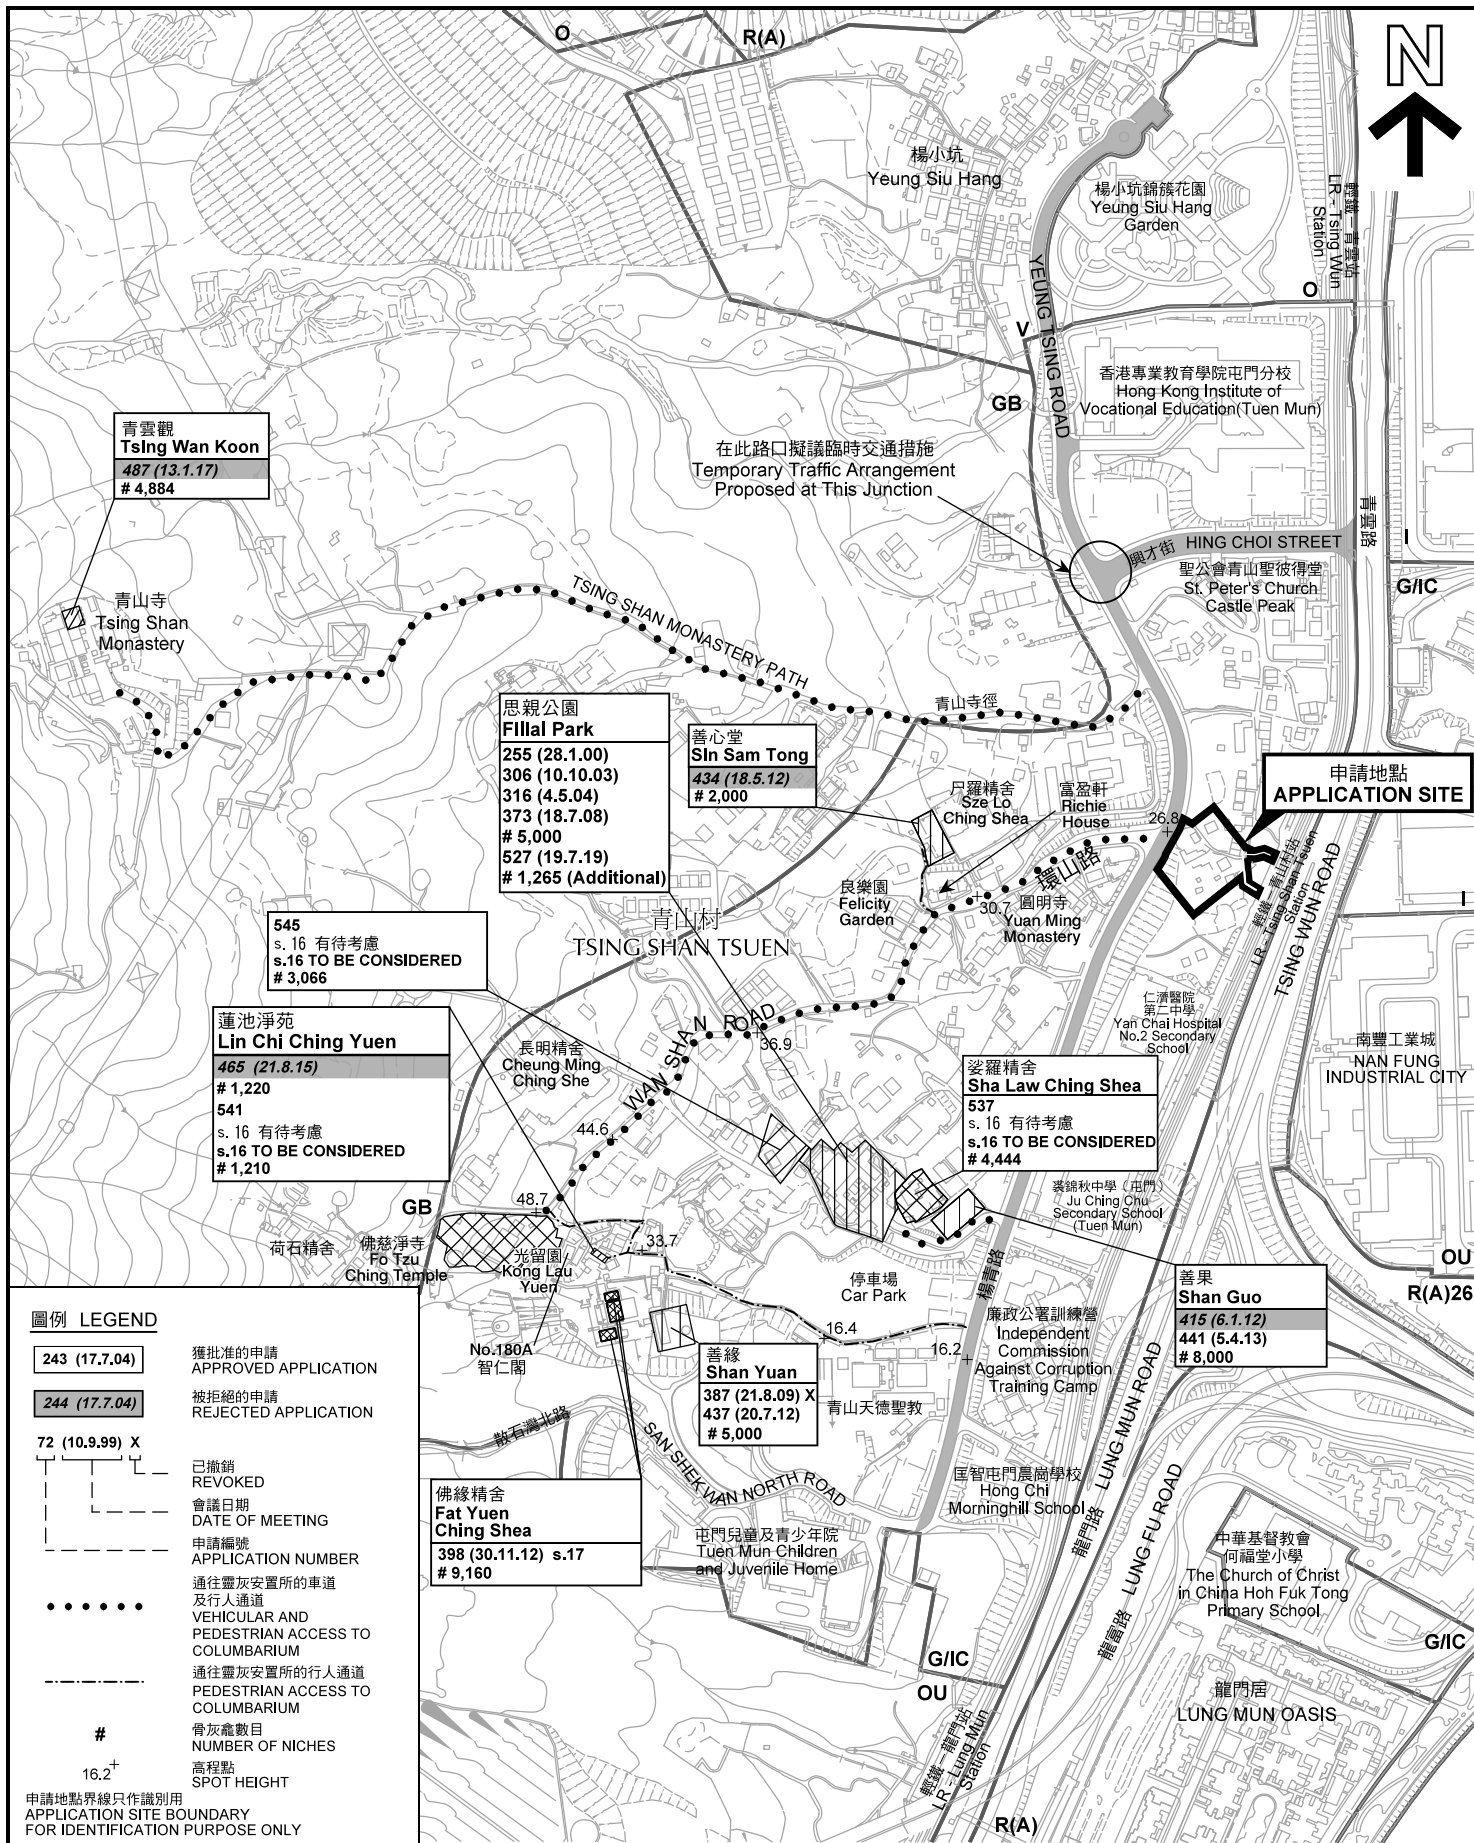 O
R(A)
N
楊小坑
Yeung Siu Hang
楊小坑錦簇花園
Yeung Siu Hang
Garden
輕鐵 - 青雲站
LR - Tsing Wun
Station
O
V
YEUNG TSING ROAD
GB
香港專業教育學院屯門分校
Hong Kong Institute of
Vocational Education(Tuen Mun)
青雲觀
Tsing Wan Koon
487 (13.1.17)
# 4,884
在此路口擬議臨時交通措施
Temporary Traffic Arrangement
Proposed at This Junction
青雲路
I
興才街 HING CHOI STREET
聖公會青山聖彼得堂
St. Peter's Church
Castle Peak
G/IC
青山寺
Tsing Shan
Monastery
TSING SHAN MONASTERY PATH
青山寺徑
思親公園
Filial Park
255 (28.1.00)
306 (10.10.03)
316 (4.5.04)
373 (18.7.08)
# 5,000
527 (19.7.19)
# 1,265 (Additional)
善心堂
Sin Sam Tong
434 (18.5.12)
# 2,000
尸羅精舍
Sze Lo
Ching Shea
富盈軒
Richie
House
26.8
申請地點
APPLICATION SITE
環山路
輕鐵 - 青山村站
LR - Tsing Shan Tsuen
Station
TSING WUN ROAD
良樂園
Felicity
Garden
30.7
圓明寺
Yuan Ming
Monastery
I
青山村
TSING SHAN TSUEN
545
s. 16 有待考慮
s.16 TO BE CONSIDERED
# 3,066
蓮池淨苑
Lin Chi Ching Yuen
465 (21.8.15)
# 1,220
541
s. 16 有待考慮
s.16 TO BE CONSIDERED
# 1,210
仁濟醫院
第二中學
Yan Chai Hospital
No.2 Secondary
School
南豐工業城
NAN FUNG
INDUSTRIAL CITY
WAN SHAN ROAD
36.9
長明精舍
Cheung Ming
Ching She
44.6
娑羅精舍
Sha Law Ching Shea
537
s. 16 有待考慮
s.16 TO BE CONSIDERED
# 4,444
裘錦秋中學（屯門）
Ju Ching Chu
Secondary School
(Tuen Mun)
48.7
GB
荷石精舍
佛慈淨寺
Fo Tzu
Ching Temple
光留園
Kong Lau
Yuen
33.7
停車場
Car Park
楊青路
OU
R(A)26
善果
Shan Guo
415 (6.1.12)
441 (5.4.13)
# 8,000
No.180A
智仁閣
16.4
16.2
廉政公署訓練營
Independent
Commission
Against Corruption
Training Camp
善緣
Shan Yuan
387 (21.8.09) X
437 (20.7.12)
# 5,000
青山天德聖教
散石灣北路
SAN SHEK WAN NORTH ROAD
匡智屯門晨崗學校
Hong Chi
Morninghill School
龍門路 LUNG MUN ROAD
龍富路 LUNG FU ROAD
佛緣精舍
Fat Yuen
Ching Shea
398 (30.11.12) s.17
# 9,160
屯門兒童及青少年院
Tuen Mun Children
and Juvenile Home
中華基督教會
何福堂小學
The Church of Christ
in China Hoh Fuk Tong
Primary School
G/IC
G/IC
OU
龍門居
LUNG MUN OASIS
輕鐵 - 龍門站
LR - Lung Mun
Station
R(A)
圖例 LEGEND
243 (17.7.04)
獲批准的申請
APPROVED APPLICATION
244 (17.7.04)
被拒絕的申請
REJECTED APPLICATION
72 (10.9.99) X
已撤銷
REVOKED
會議日期
DATE OF MEETING
申請編號
APPLICATION NUMBER
通往靈灰安置所的車道
及行人通道
VEHICULAR AND
PEDESTRIAN ACCESS TO
COLUMBARIUM
通往靈灰安置所的行人通道
PEDESTRIAN ACCESS TO
COLUMBARIUM
#
骨灰龕數目
NUMBER OF NICHES
16.2
高程點
SPOT HEIGHT
申請地點界線只作識別用
APPLICATION SITE BOUNDARY
FOR IDENTIFICATION PURPOSE ONLY